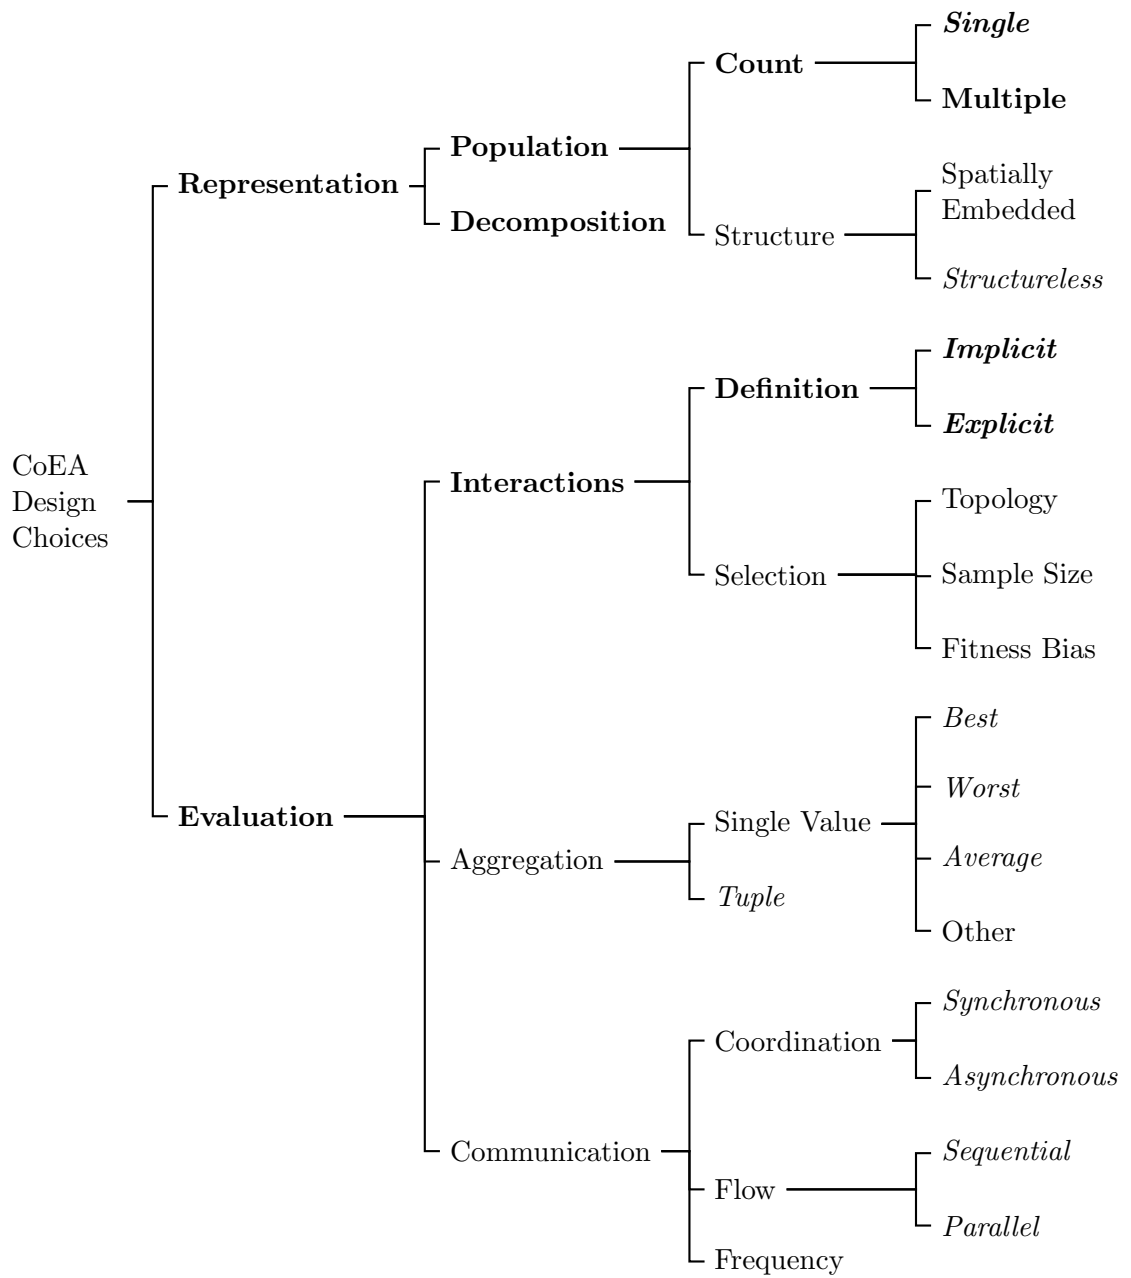 Single
Count
Multiple
Population
Representation
Spatially
Embedded
Decomposition
Structure
Structureless
Implicit
Definition
Explicit
CoEA
Design
Choices
Interactions
Topology
Selection
Sample Size
Fitness Bias
Best
Worst
Evaluation
Single Value
Aggregation
Average
Tuple
Other
Synchronous
Coordination
Asynchronous
Communication
Sequential
Flow
Parallel
Frequency